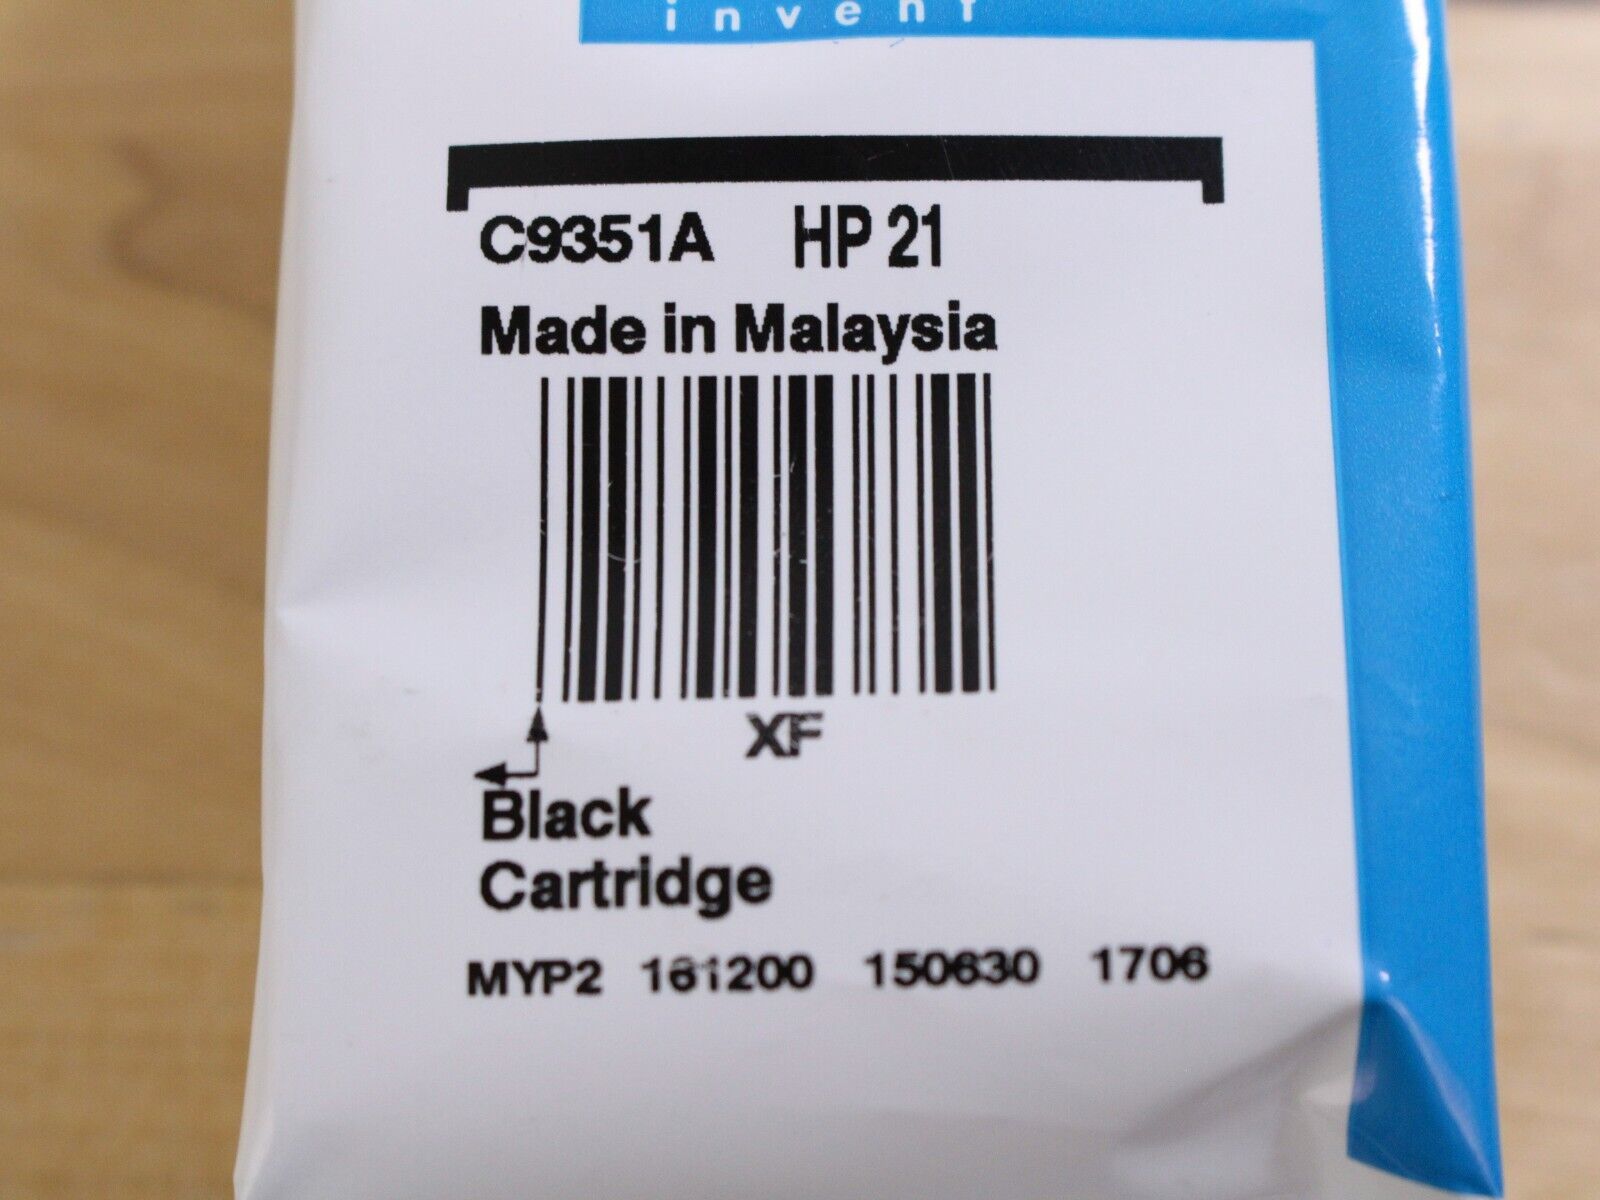 invent
C9351A HP 21
Made in Malaysia
XF
Black
Cartridge
MYP2 161200 150630 1706